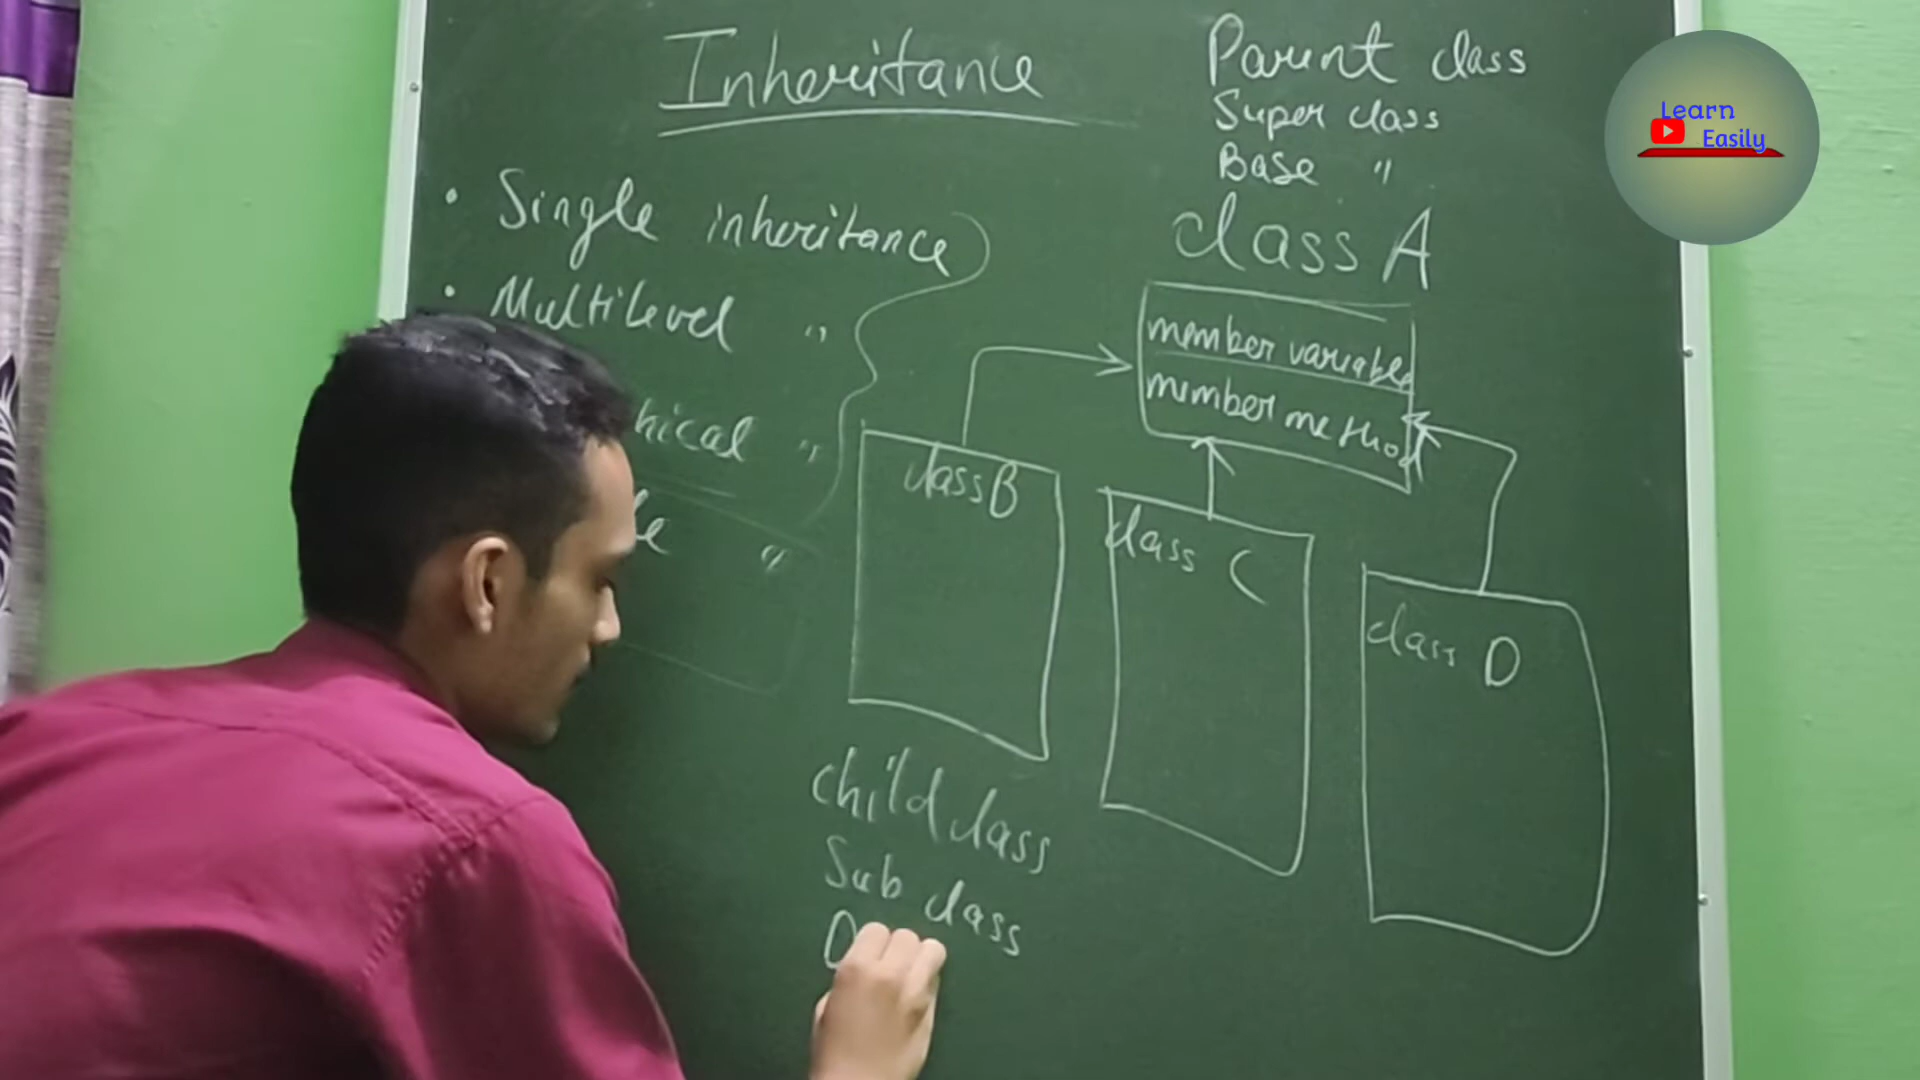 Inheritance
Parent class
Super class
Base "
• Single inheritance
• Multilevel "
hical "
le "
class A
member variable
member method
class B
class C
class D
child class
Sub class
D
Learn
Easily